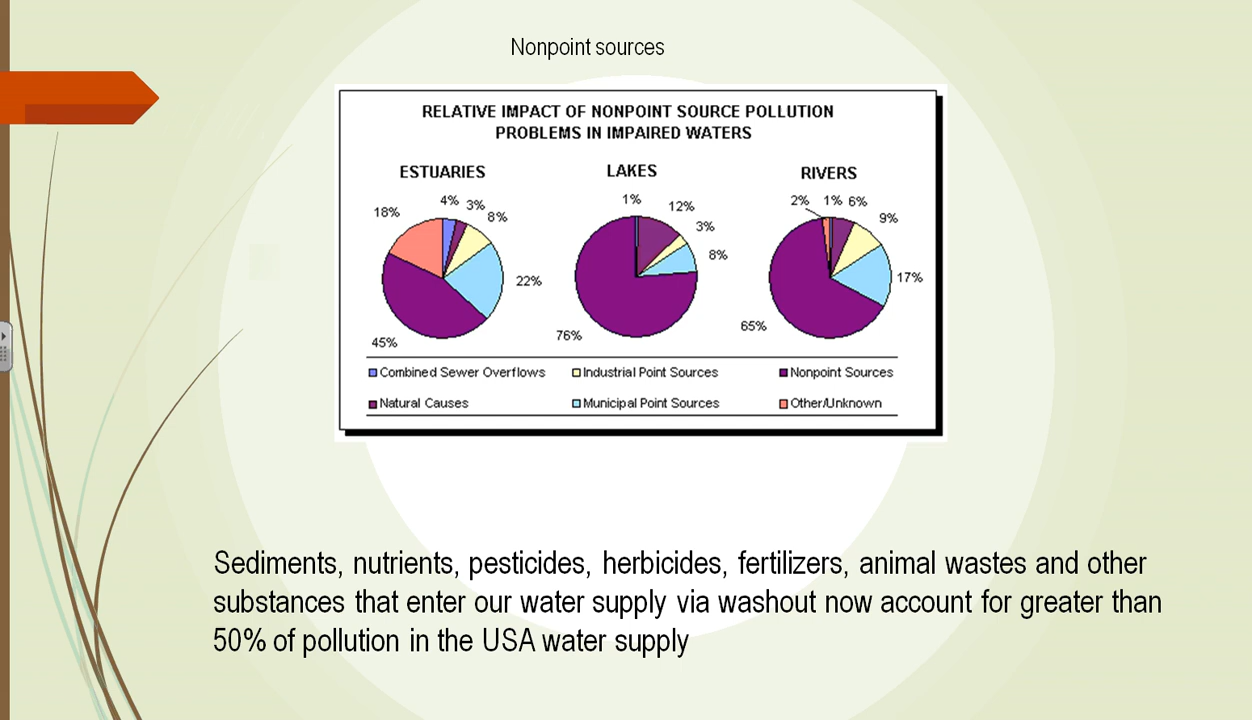 Nonpoint sources
RELATIVE IMPACT OF NONPOINT SOURCE POLLUTION
PROBLEMS IN IMPAIRED WATERS
ESTUARIES
4%
3%
8%
18%
22%
45%
LAKES
1%
12%
3%
8%
76%
RIVERS
2%
1%
6%
9%
17%
65%
Combined Sewer Overflows
Industrial Point Sources
Nonpoint Sources
Natural Causes
Municipal Point Sources
Other/Unknown
Sediments, nutrients, pesticides, herbicides, fertilizers, animal wastes and other
substances that enter our water supply via washout now account for greater than
50% of pollution in the USA water supply